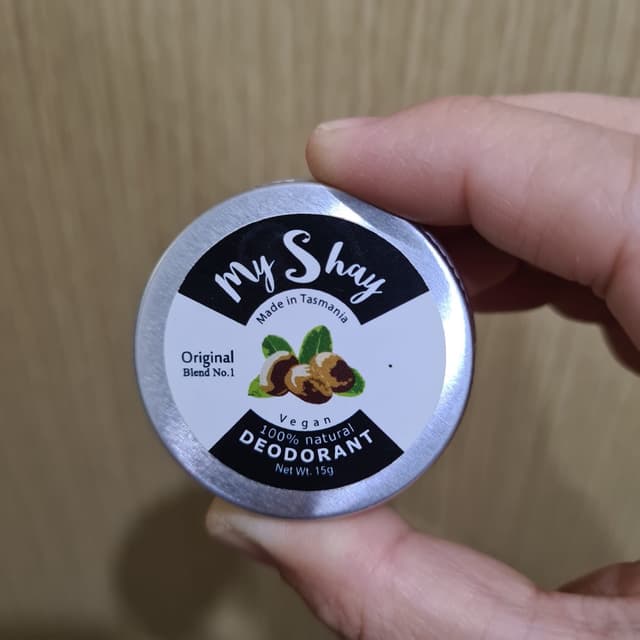 My Shay
Made in Tasmania
Original
Blend No.1
Vegan
100% natural
DEODORANT
Net Wt. 15g